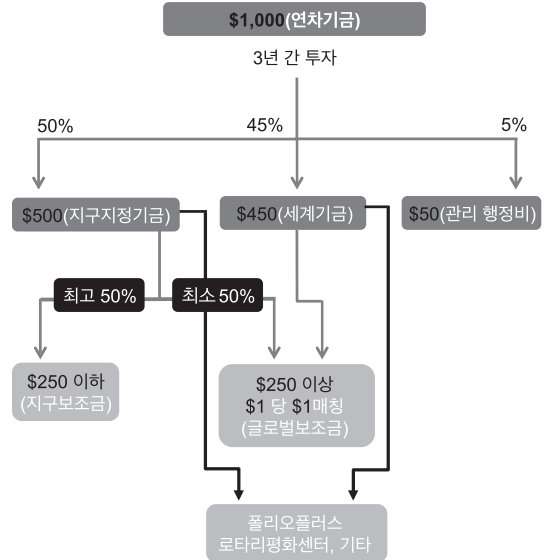 $1,000(연차기금)
3년 간 투자
50%
45%
5%
$500(지구지정기금)
$450(세계기금)
$50(관리 행정비)
최고 50%
최소 50%
$250 이하
(지구보조금)
$250 이상
$1 당 $1매칭
(글로벌보조금)
폴리오플러스
로타리평화센터, 기타